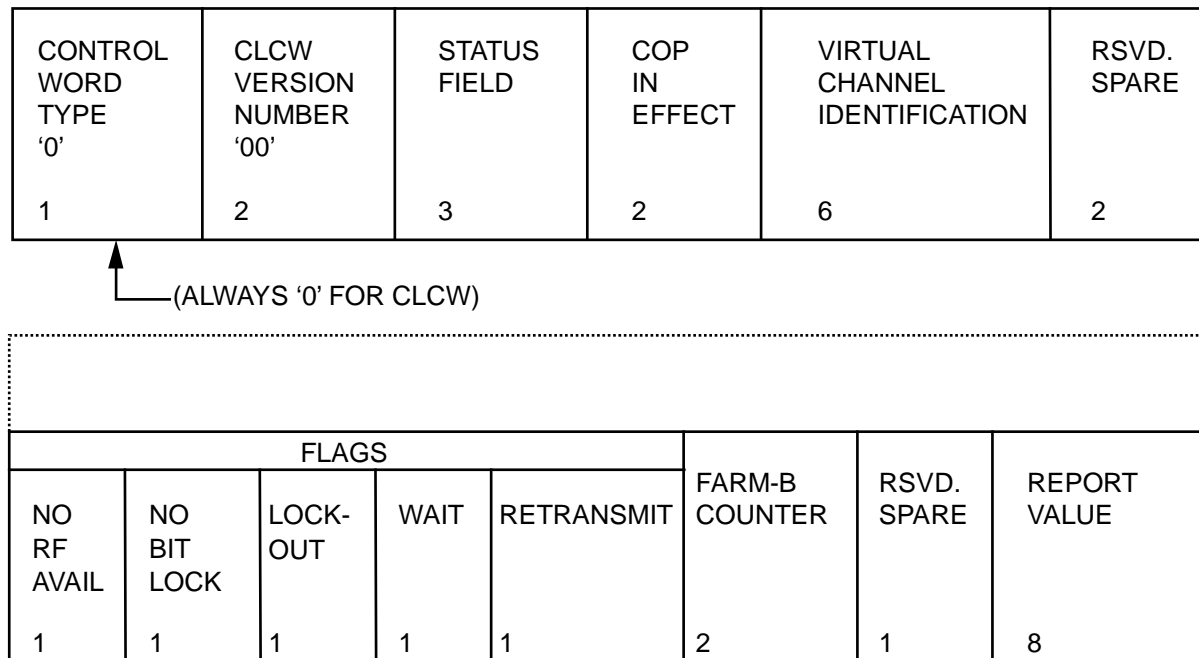 CONTROL
WORD
TYPE
‘0’
1
CLCW
VERSION
NUMBER
‘00’
2
STATUS
FIELD
3
COP
IN
EFFECT
2
VIRTUAL
CHANNEL
IDENTIFICATION
6
RSVD.
SPARE
2
(ALWAYS ‘0’ FOR CLCW)
FLAGS
NO
RF
AVAIL
1
NO
BIT
LOCK
1
LOCK-
OUT
1
WAIT
1
RETRANSMIT
1
FARM-B
COUNTER
2
RSVD.
SPARE
1
REPORT
VALUE
8